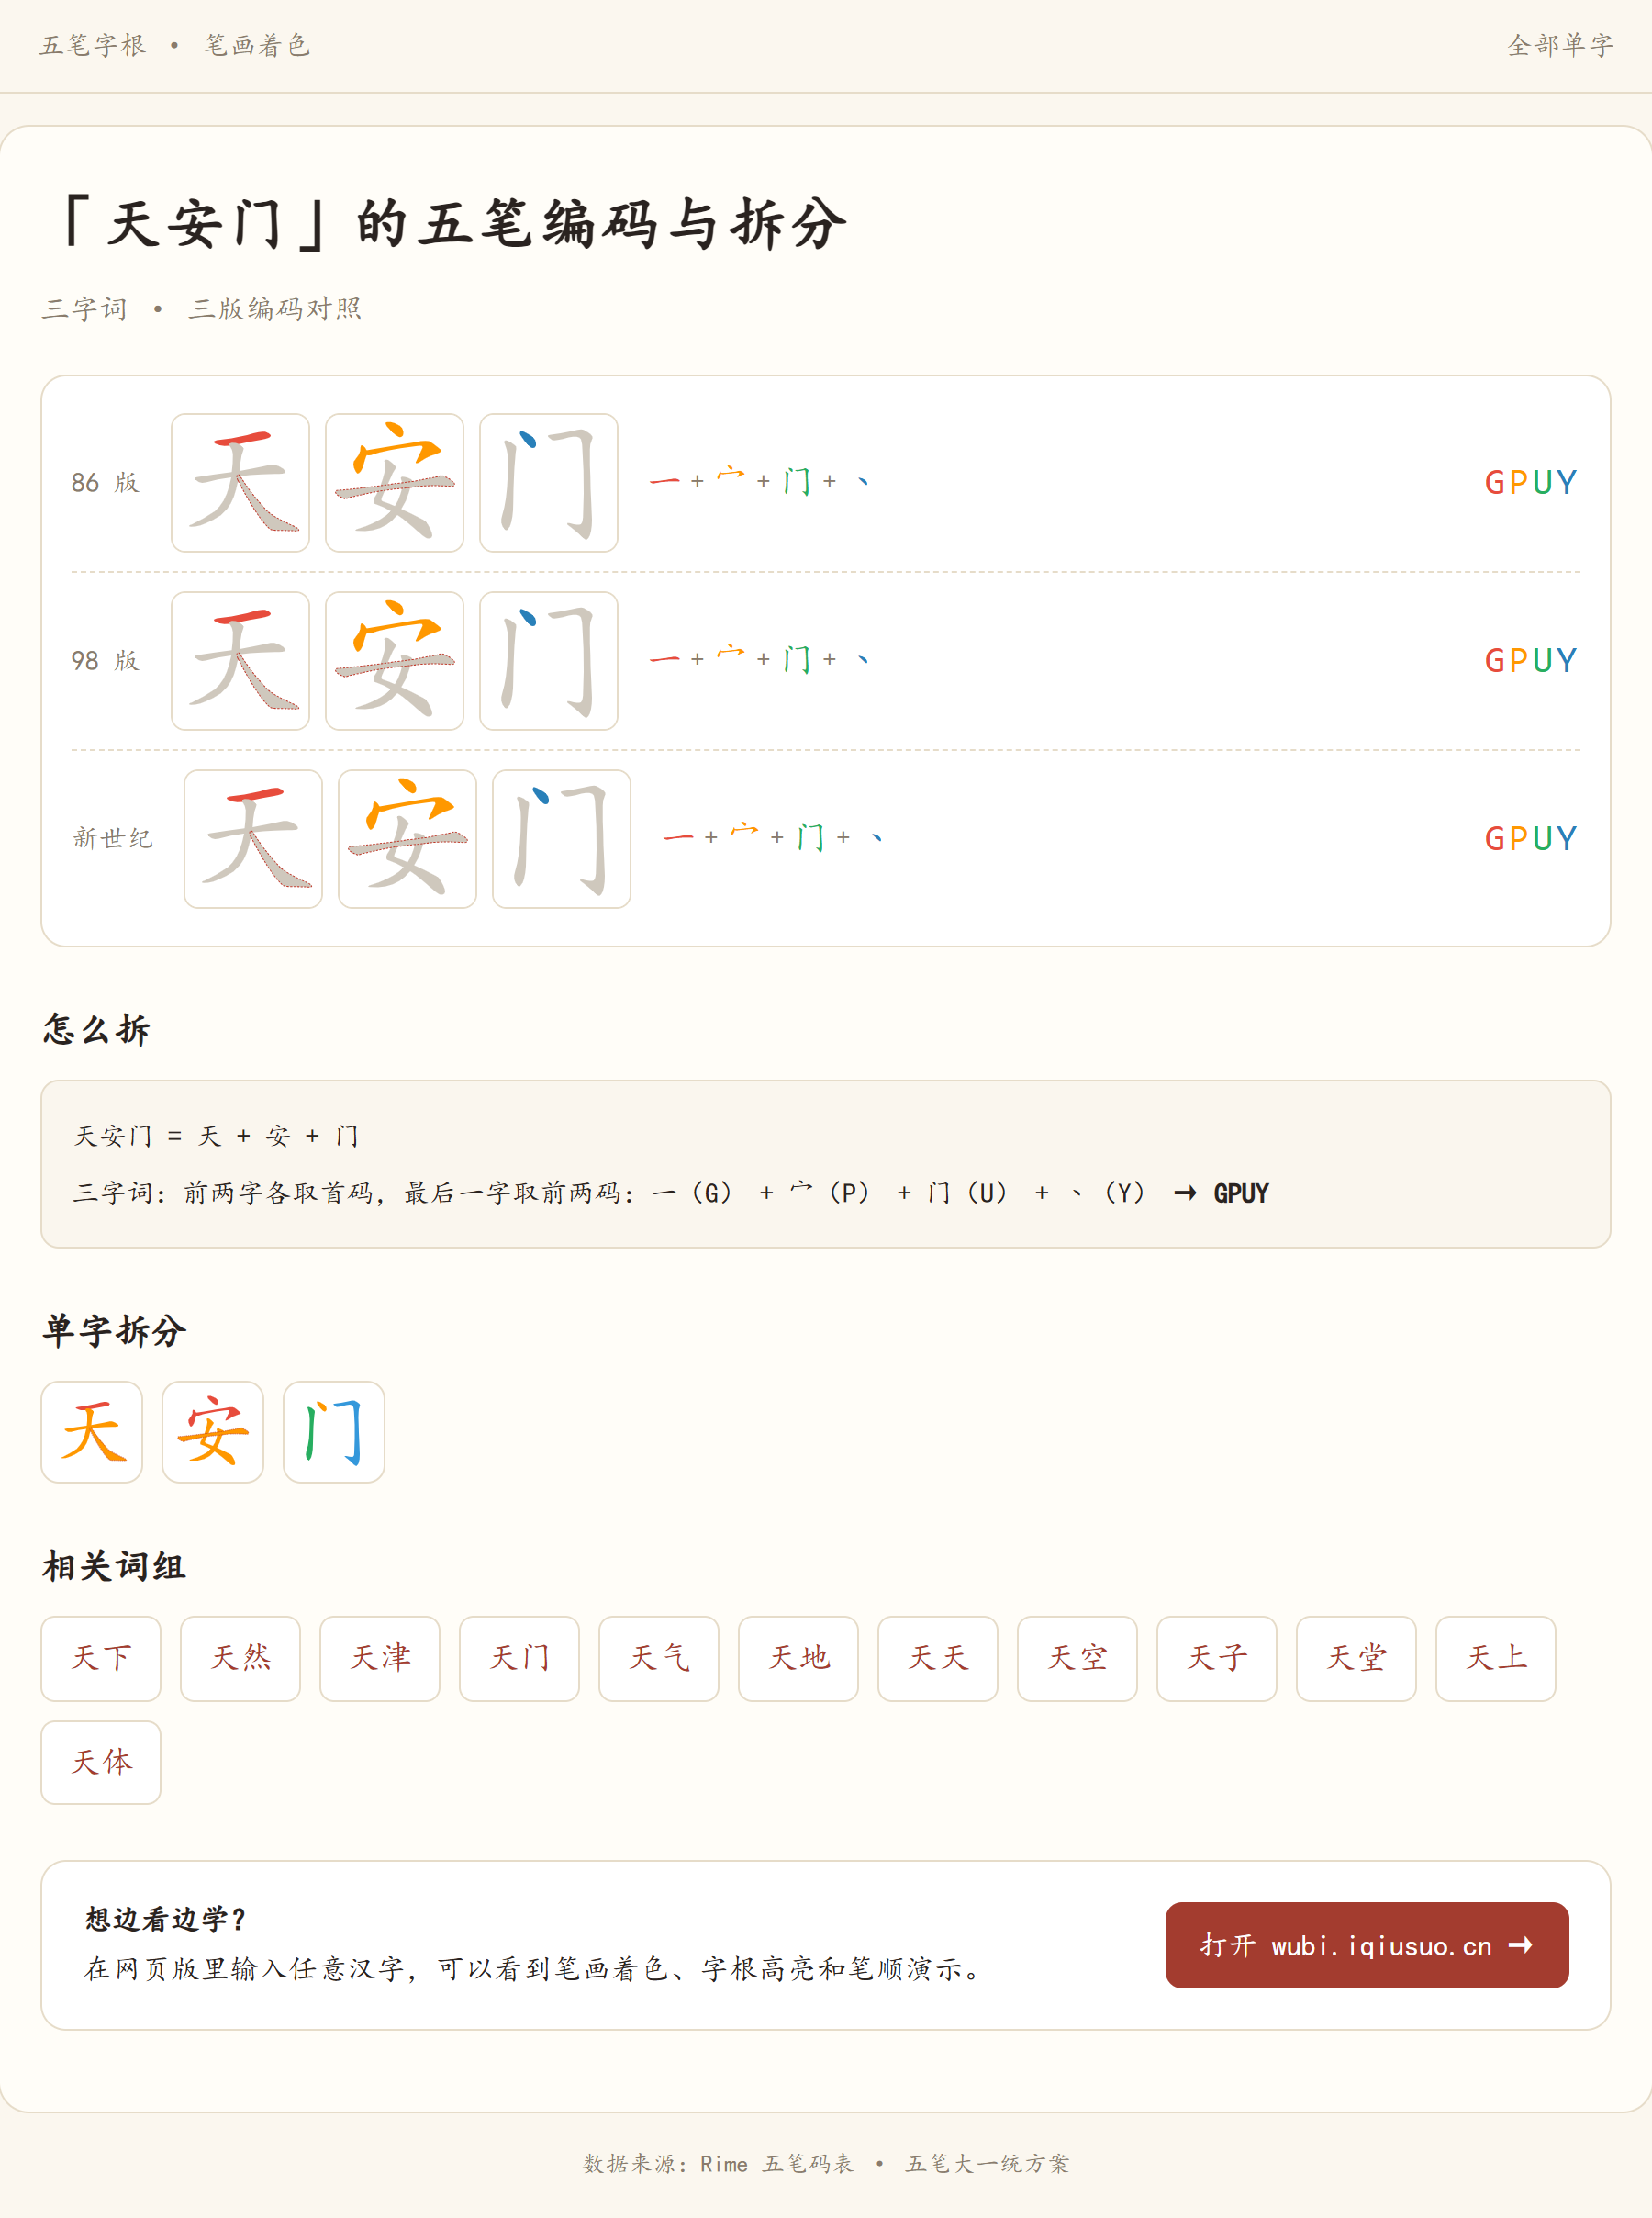 五笔字根 • 笔画着色
全部单字
「天安门」的五笔编码与拆分
三字词 • 三版编码对照
86 版 天 安 门 一 + 宀 + 门 + 丶 GPUY
98 版 天 安 门 一 + 宀 + 门 + 丶 GPUY
新世纪 天 安 门 一 + 宀 + 门 + 丶 GPUY
怎么拆
天安门 = 天 + 安 + 门
三字词：前两字各取首码，最后一字取前两码：一（G） + 宀（P） + 门（U） + 丶（Y） → GPUY
单字拆分
天 安 门
相关词组
天下 天然 天津 天门 天气 天地 天天 天空 天子 天堂 天上
天体
想边看边学？
在网页版里输入任意汉字，可以看到笔画着色、字根高亮和笔顺演示。
打开 wubi.iqiusuo.cn →
数据来源：Rime 五笔码表 • 五笔大一统方案